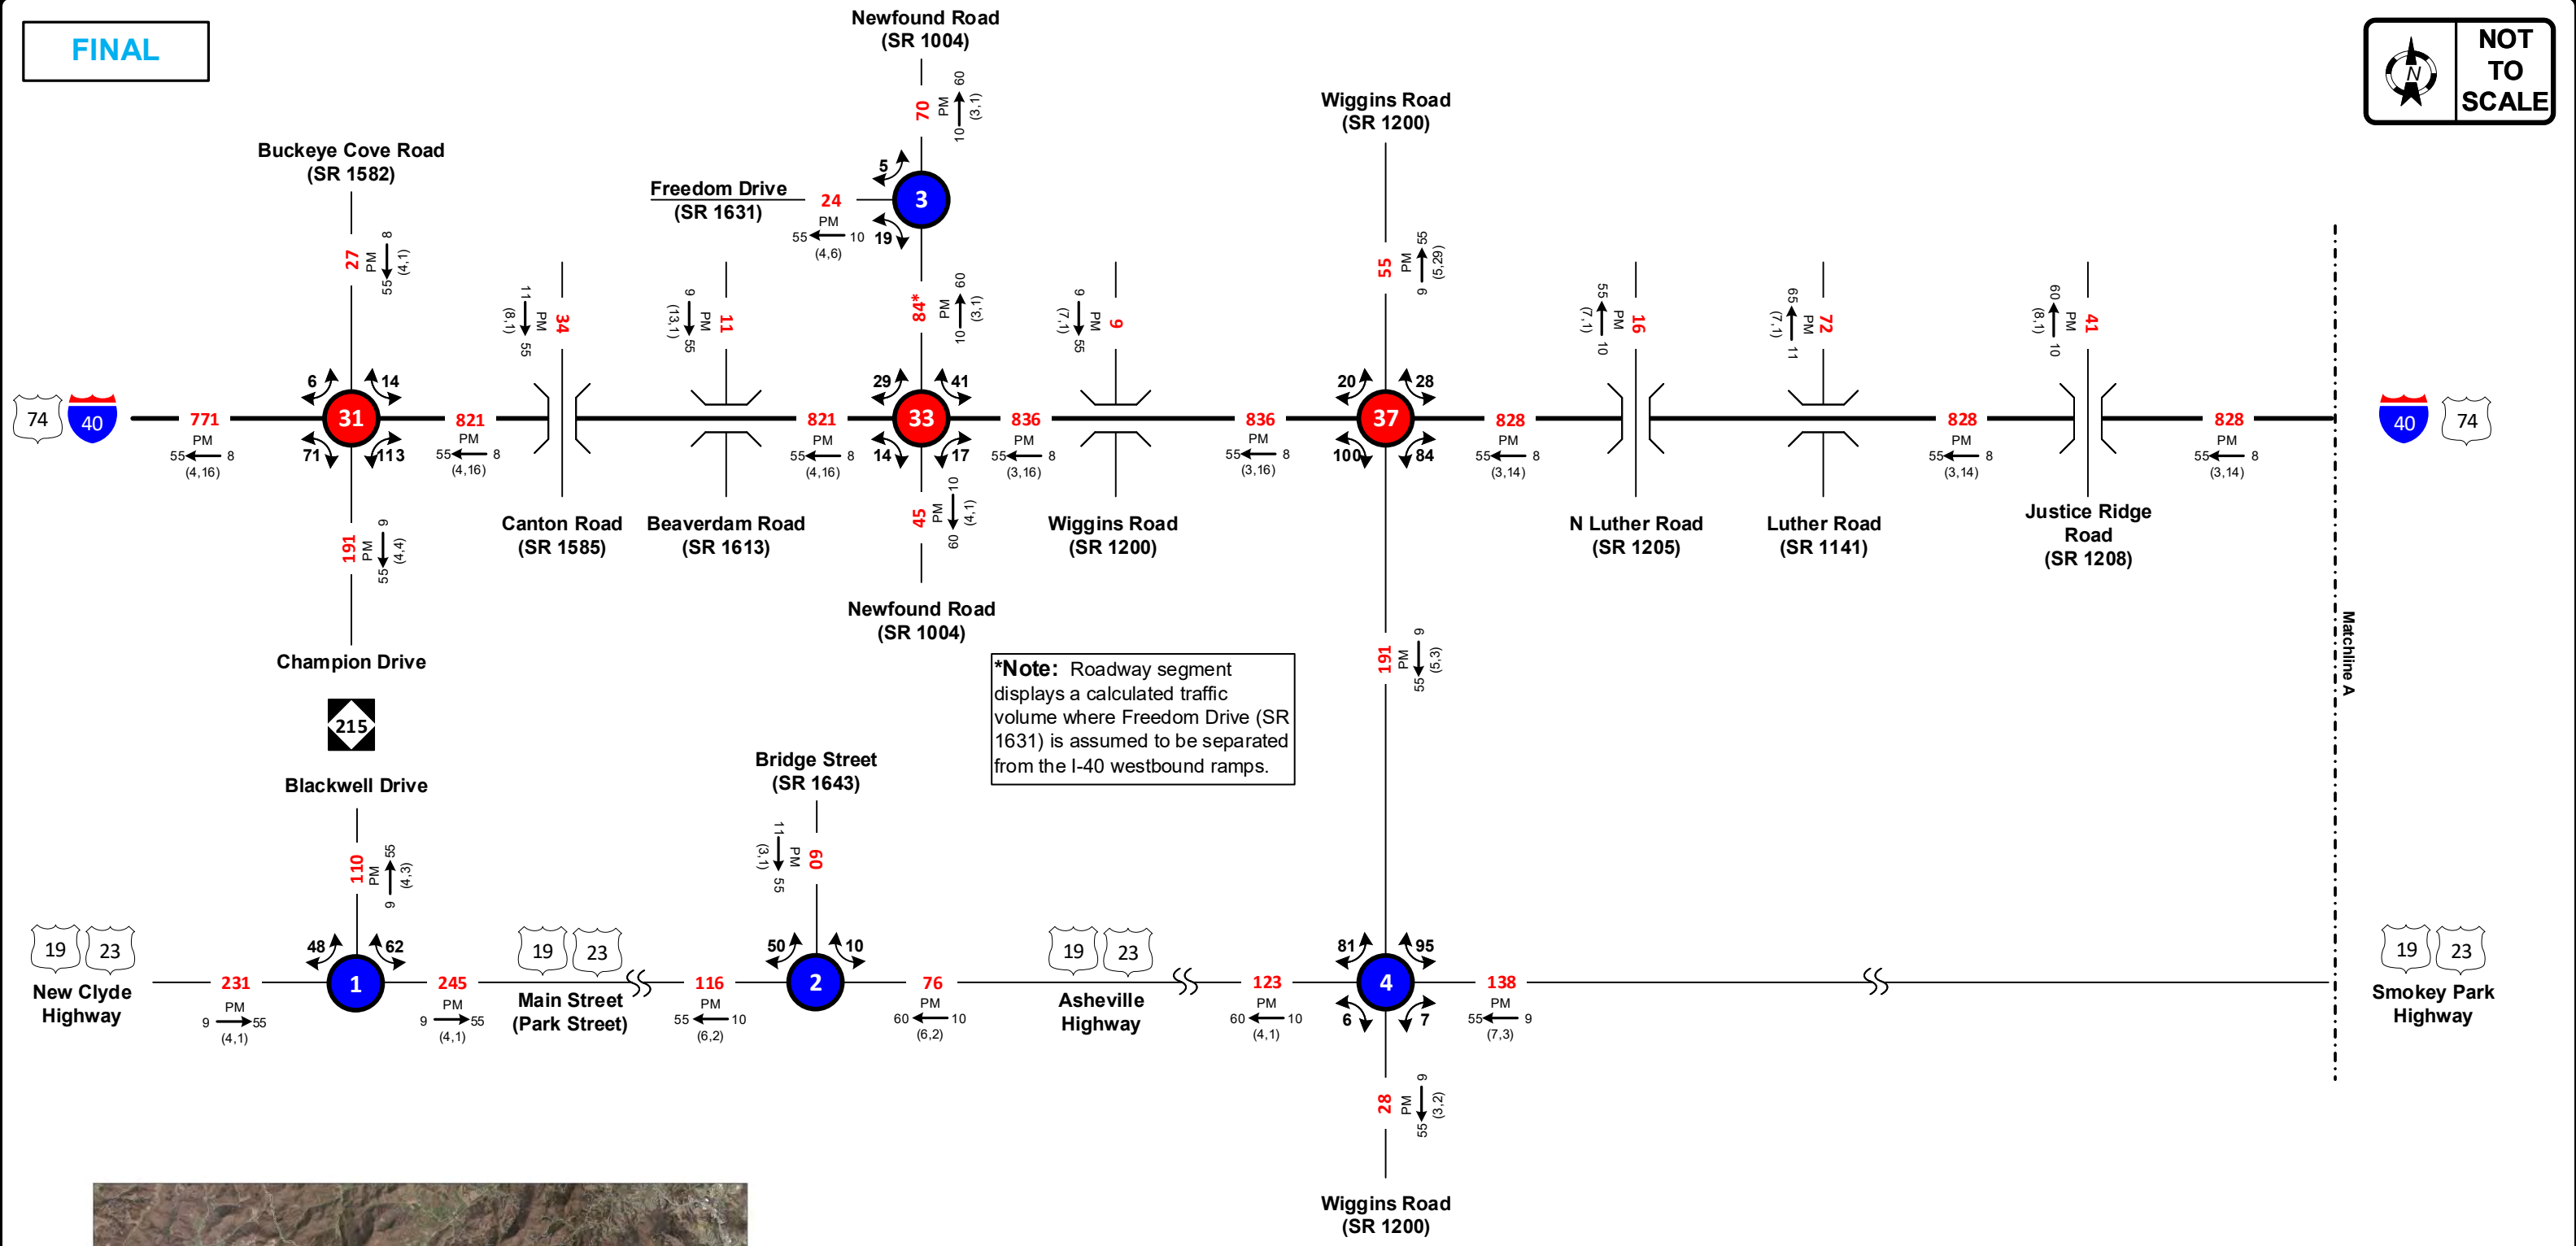 FINAL
NOT
TO
SCALE
N
Newfound Road
(SR 1004)
70
PM
10 60
(3,1)
Buckeye Cove Road
(SR 1582)
27
PM
8 55
(4,1)
Freedom Drive
(SR 1631)
24
PM
55 10
(4,6)
5
3
19
84*
PM
10 60
(3,1)
Wiggins Road
(SR 1200)
55
PM
9 55
(5,29)
34
PM
11 55
(8,1)
11
PM
9 55
(13,1)
9
PM
9 55
(7,1)
16
PM
55 10
(7,1)
72
PM
65 11
(7,1)
41
PM
60 10
(8,1)
74
40
771
PM
55 8
(4,16)
6
14
31
71
113
821
PM
55 8
(4,16)
821
PM
55 8
(4,16)
29
41
33
14
17
836
PM
55 8
(3,16)
836
PM
55 8
(3,16)
20
28
37
100
84
828
PM
55 8
(3,14)
828
PM
55 8
(3,14)
828
PM
55 8
(3,14)
40
74
191
PM
9 55
(4,4)
Canton Road
(SR 1585)
Beaverdam Road
(SR 1613)
45
PM
10 60
(4,1)
Wiggins Road
(SR 1200)
N Luther Road
(SR 1205)
Luther Road
(SR 1141)
Justice Ridge
Road
(SR 1208)
Newfound Road
(SR 1004)
Champion Drive
215
*Note: Roadway segment
displays a calculated traffic
volume where Freedom Drive (SR
1631) is assumed to be separated
from the I-40 westbound ramps.
191
PM
9 55
(5,3)
Matchline A
Blackwell Drive
110
PM
9 55
(4,3)
Bridge Street
(SR 1643)
60
PM
11 55
(3,1)
19
23
New Clyde
Highway
231
PM
9 55
(4,1)
48
62
1
245
PM
9 55
(4,1)
19
23
Main Street
(Park Street)
116
PM
55 10
(6,2)
50
10
2
76
PM
60 10
(6,2)
19
23
Asheville
Highway
123
PM
60 10
(4,1)
81
95
4
6
7
138
PM
55 9
(7,3)
19
23
Smokey Park
Highway
28
PM
9 55
(3,2)
Wiggins Road
(SR 1200)